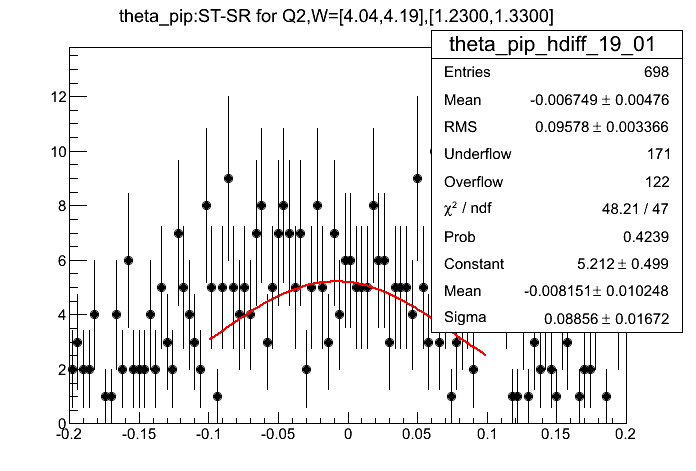 theta_pip:ST-SR for Q2,W=[4.04,4.19],[1.2300,1.3300]
theta_pip_hdiff_19_01
Entries 698
Mean -0.006749 ± 0.00476
RMS 0.09578 ± 0.003366
Underflow 171
Overflow 122
χ² / ndf 48.21 / 47
Prob 0.4239
Constant 5.212 ± 0.499
Mean -0.008151 ± 0.010248
Sigma 0.08856 ± 0.01672
12
10
8
6
4
2
0
-0.2 -0.15 -0.1 -0.05 0 0.05 0.1 0.15 0.2